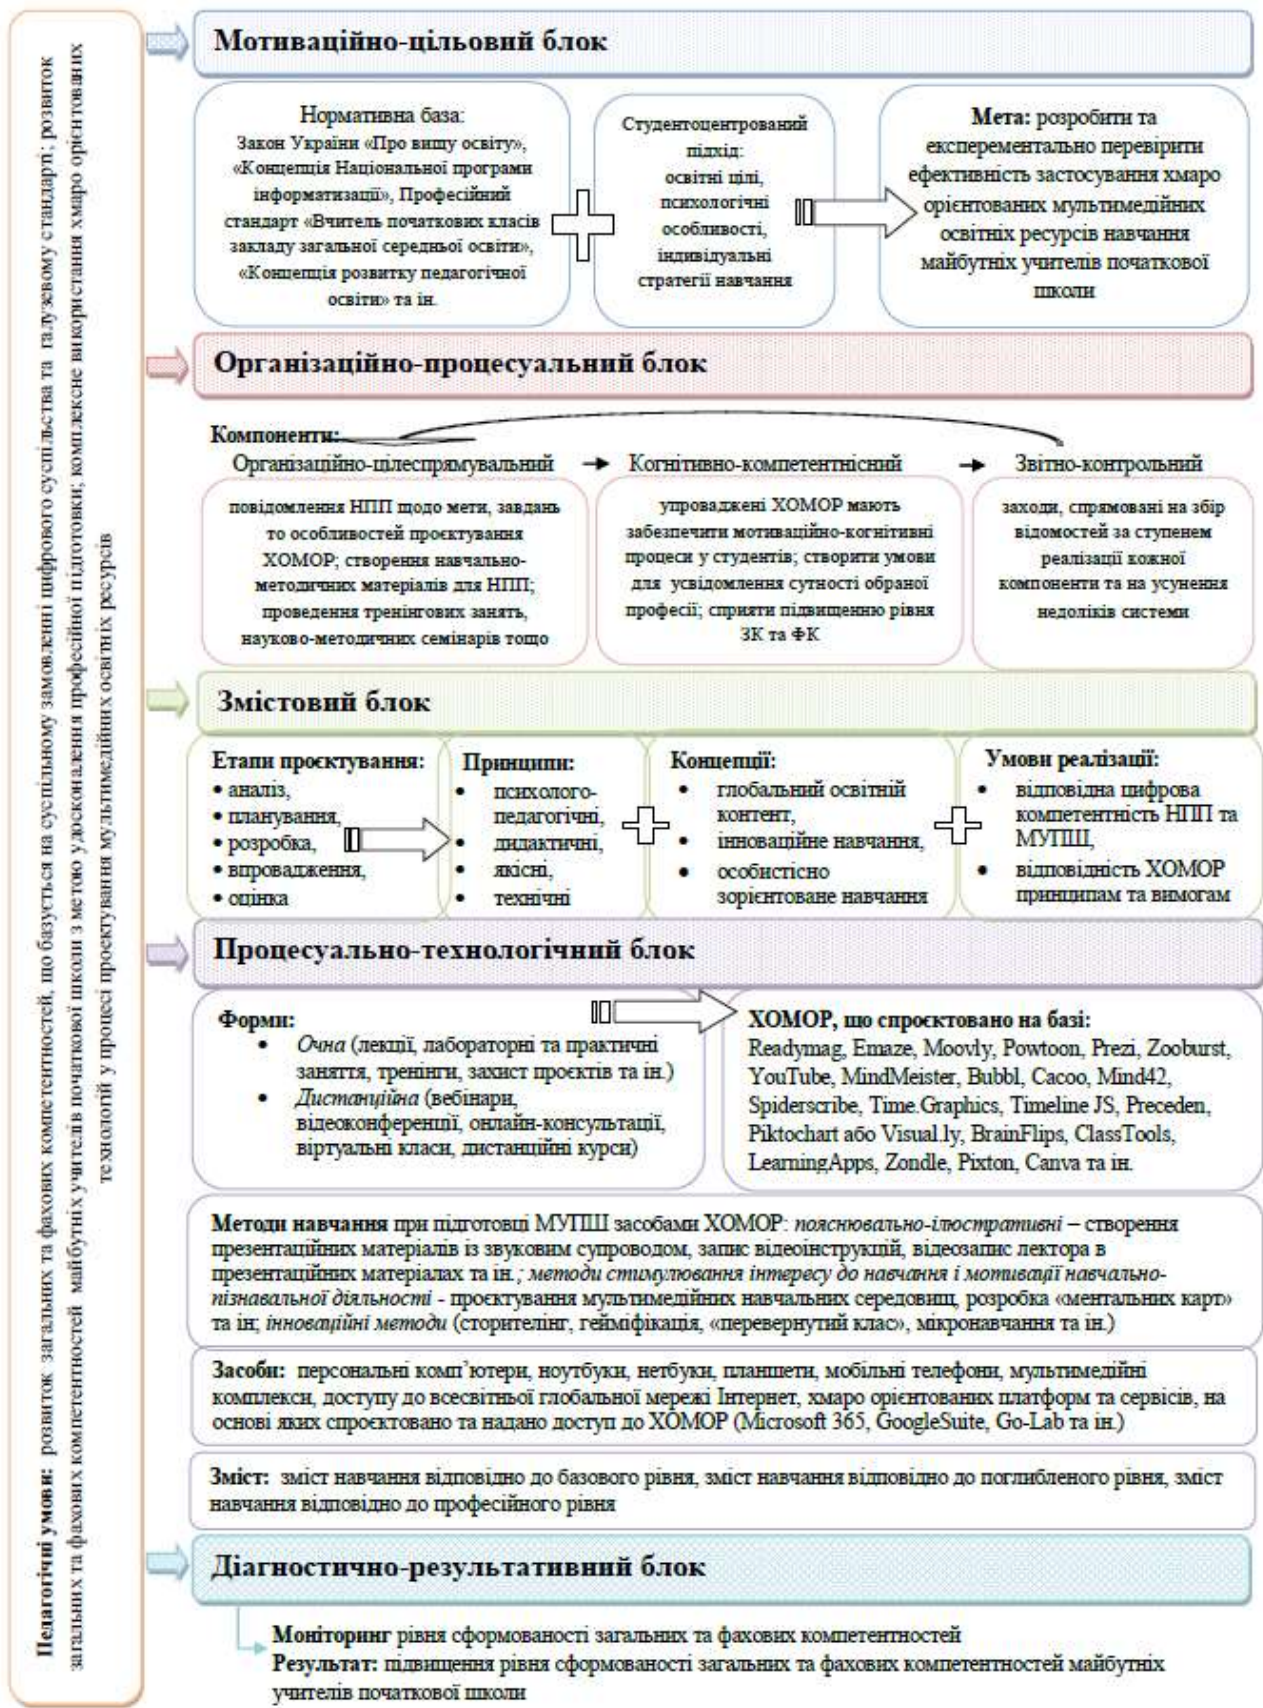 Педагогічні умови: розвиток загальних та фахових компетентностей, що базується на суспільному замовленні цифрового суспільства та галузевому стандарті; розвиток
загальних та фахових компетентностей майбутніх учителів початкової школи з метою удосконалення професійної підготовки; комплексне використання хмаро орієнтованих
технологій у процесі проектування мультимедійних освітніх ресурсів
Мотиваційно-цільовий блок
Нормативна база:
Закон України «Про вищу освіту»,
«Концепція Національної програми
інформатизації», Професійний
стандарт «Вчитель початкових класів
закладу загальної середньої освіти»,
«Концепція розвитку педагогічної
освіти» та ін.
Студентоцентрований
підхід:
освітні цілі,
психологічні
особливості,
індивідуальні
стратегії навчання
Мета: розробити та
експерементально перевірити
ефективність застосування хмаро
орієнтованих мультимедійних
освітніх ресурсів навчання
майбутніх учителів початкової
школи
Організаційно-процесуальний блок
Компоненти:
Організаційно-цілеспрямувальний
Когнитивно-компетентнісний
Звітно-контрольний
повідомлення НПП щодо мети, завдань
то особливостей проєктування
ХОМОР; створення навчально-
методичних матеріалів для НПП;
проведення тренінгових занять,
науково-методичних семінарів тощо
упроваджені ХОМОР мають
забезпечити мотиваційно-когнітивні
процеси у студентів; створити умови
для усвідомлення сутності обраної
професії; сприяти підвищенню рівня
ЗК та ФК
заходи, спрямовані на збір
відомостей за ступенем
реалізації кожної
компоненти та на усунення
недоліків системи
Змістовий блок
Етапи проєктування:
• аналіз,
• планування,
• розробка,
• впровадження,
• оцінка
Принципи:
• психолого-
педагогічні,
• дидактичні,
• якісні,
• технічні
Концепції:
• глобальний освітній
контент,
• інноваційне навчання,
• особистісно
зорієнтоване навчання
Умови реалізації:
• відповідна цифрова
компетентність НПП та
МУПШ,
• відповідність ХОМОР
принципам та вимогам
Процесуально-технологічний блок
Форми:
• Очна (лекції, лабораторні та практичні
заняття, тренінги, захист проєктів та ін.)
• Дистанційна (вебінари,
відеоконференції, онлайн-консультації,
віртуальні класи, дистанційні курси)
ХОМОР, що спроєктовано на базі:
Readymag, Emaze, Moovly, Powtoon, Prezi, Zooburst,
YouTube, MindMeister, Bubbl, Cacoo, Mind42,
Spiderscribe, Time.Graphics, Timeline JS, Preceden,
Piktochart або Visual.ly, BrainFlips, ClassTools,
LearningApps, Zondle, Pixton, Canva та ін.
Методи навчання при підготовці МУПШ засобами ХОМОР: пояснювально-ілюстративні – створення
презентаційних матеріалів із звуковим супроводом, запис відеоінструкцій, відеозапис лектора в
презентаційних матеріалах та ін.; методи стимулювання інтересу до навчання і мотивації навчально-
пізнавальної діяльності - проєктування мультимедійних навчальних середовищ, розробка «ментальних карт»
та ін; інноваційні методи (сторителінг, гейміфікація, «перевернутий клас», мікронавчання та ін.)
Засоби: персональні комп’ютери, ноутбуки, нетбуки, планшети, мобільні телефони, мультимедійні
комплекси, доступу до всесвітньої глобальної мережі Інтернет, хмаро орієнтованих платформ та сервісів, на
основі яких спроєктовано та надано доступ до ХОМОР (Microsoft 365, GoogleSuite, Go-Lab та ін.)
Зміст: зміст навчання відповідно до базового рівня, зміст навчання відповідно до поглибленого рівня, зміст
навчання відповідно до професійного рівня
Діагностично-результативний блок
Моніторинг рівня сформованості загальних та фахових компетентностей
Результат: підвищення рівня сформованості загальних та фахових компетентностей майбутніх
учителів початкової школи